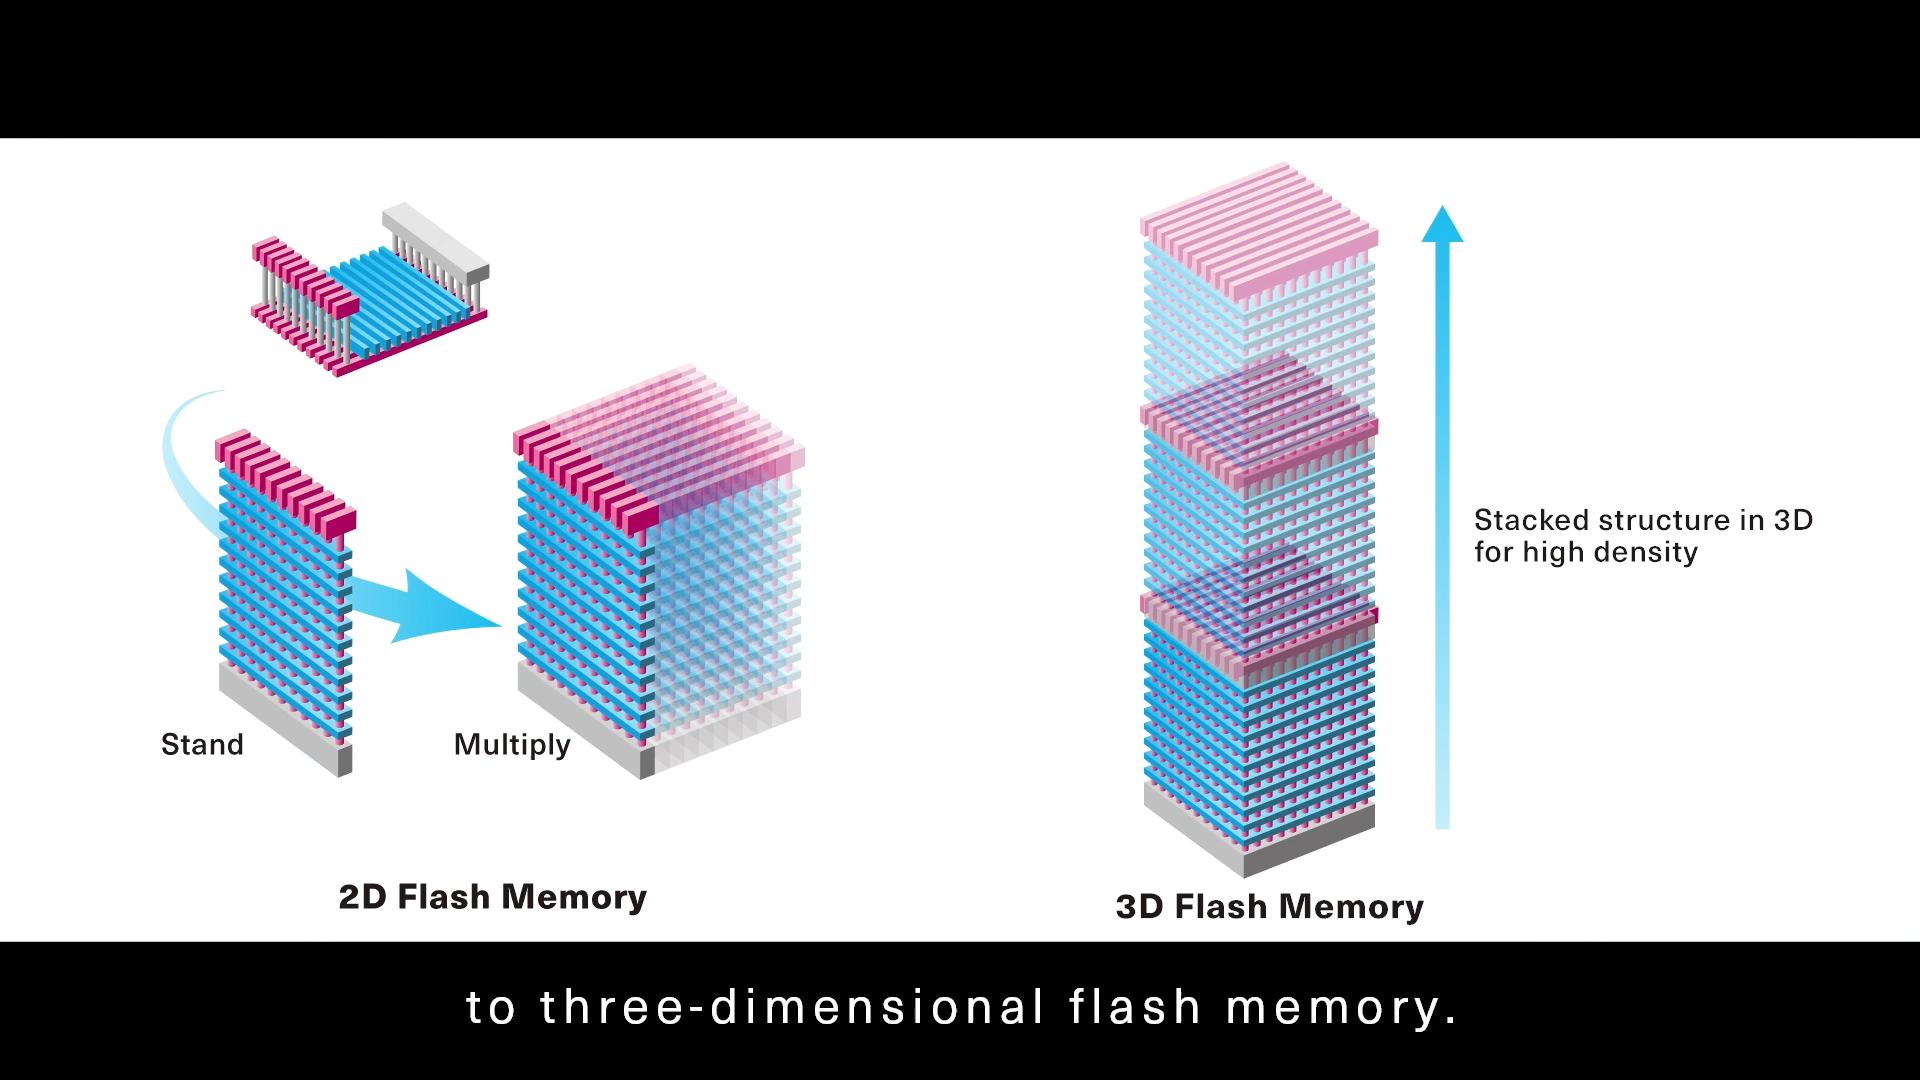 Stand
Multiply
2D Flash Memory
Stacked structure in 3D
for high density
3D Flash Memory
to three-dimensional flash memory.